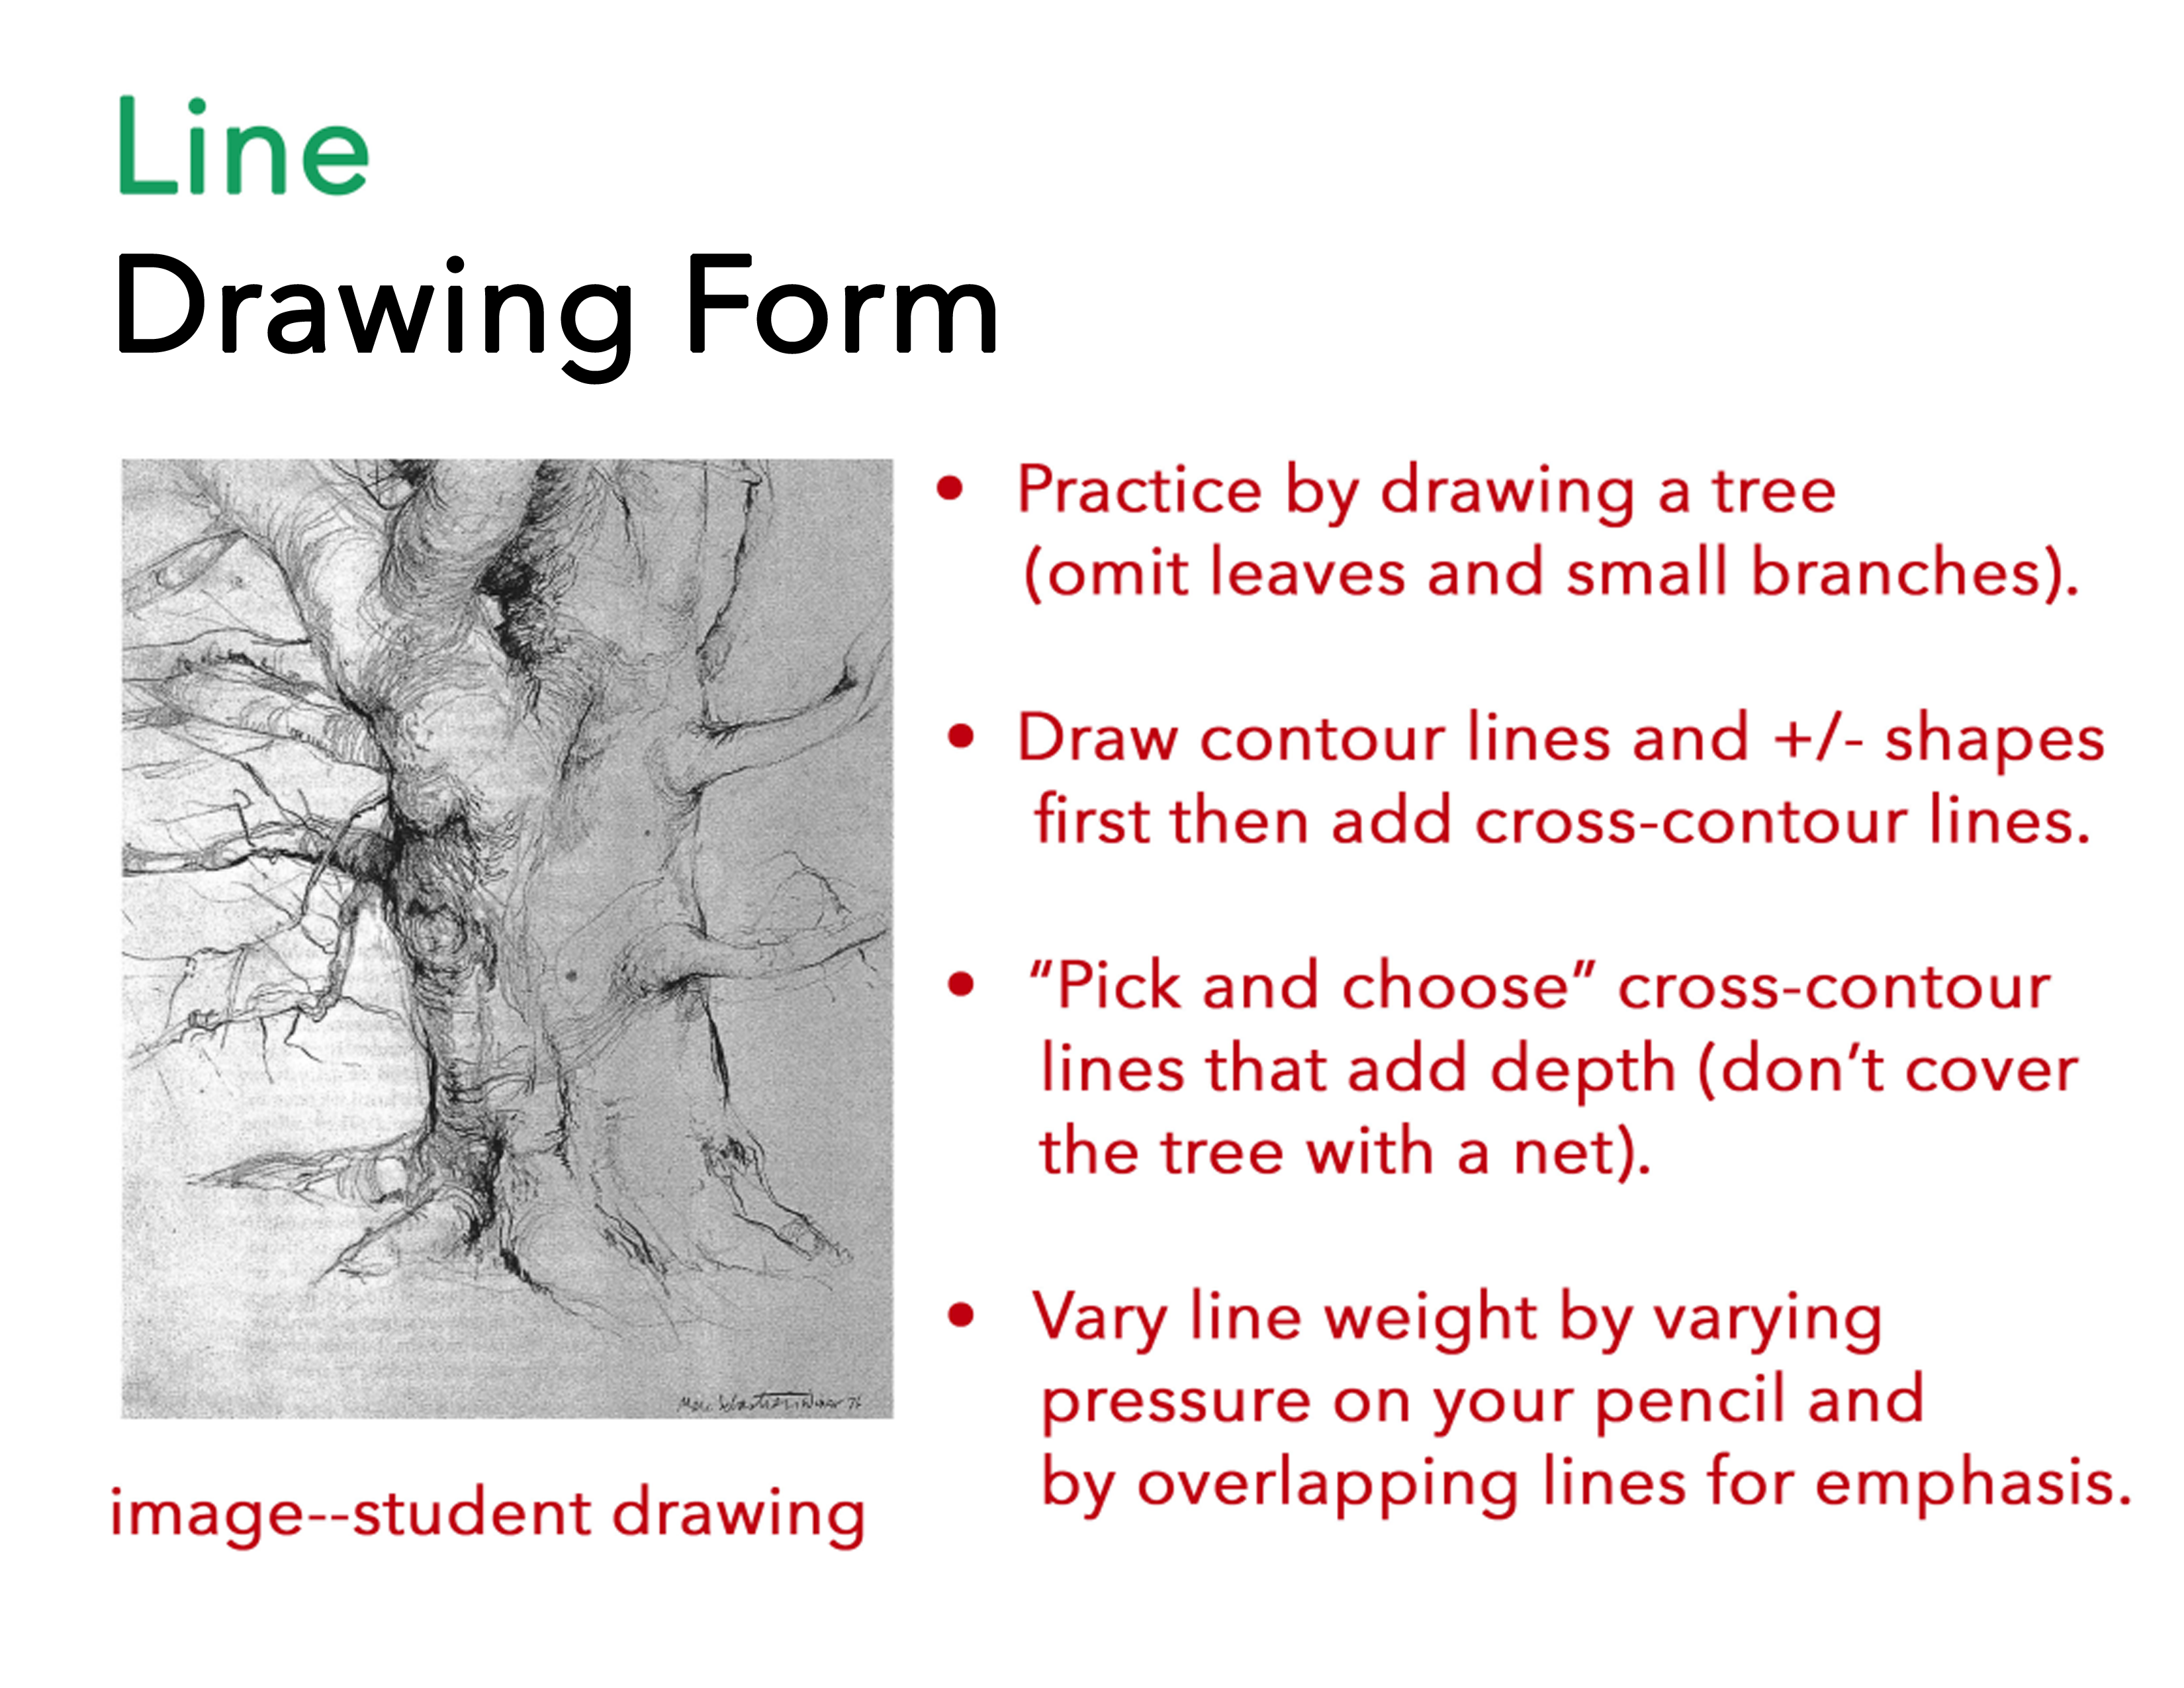 Line
Drawing Form
• Practice by drawing a tree
(omit leaves and small branches).
• Draw contour lines and +/- shapes
first then add cross-contour lines.
• "Pick and choose" cross-contour
lines that add depth (don't cover
the tree with a net).
• Vary line weight by varying
pressure on your pencil and
by overlapping lines for emphasis.
image--student drawing